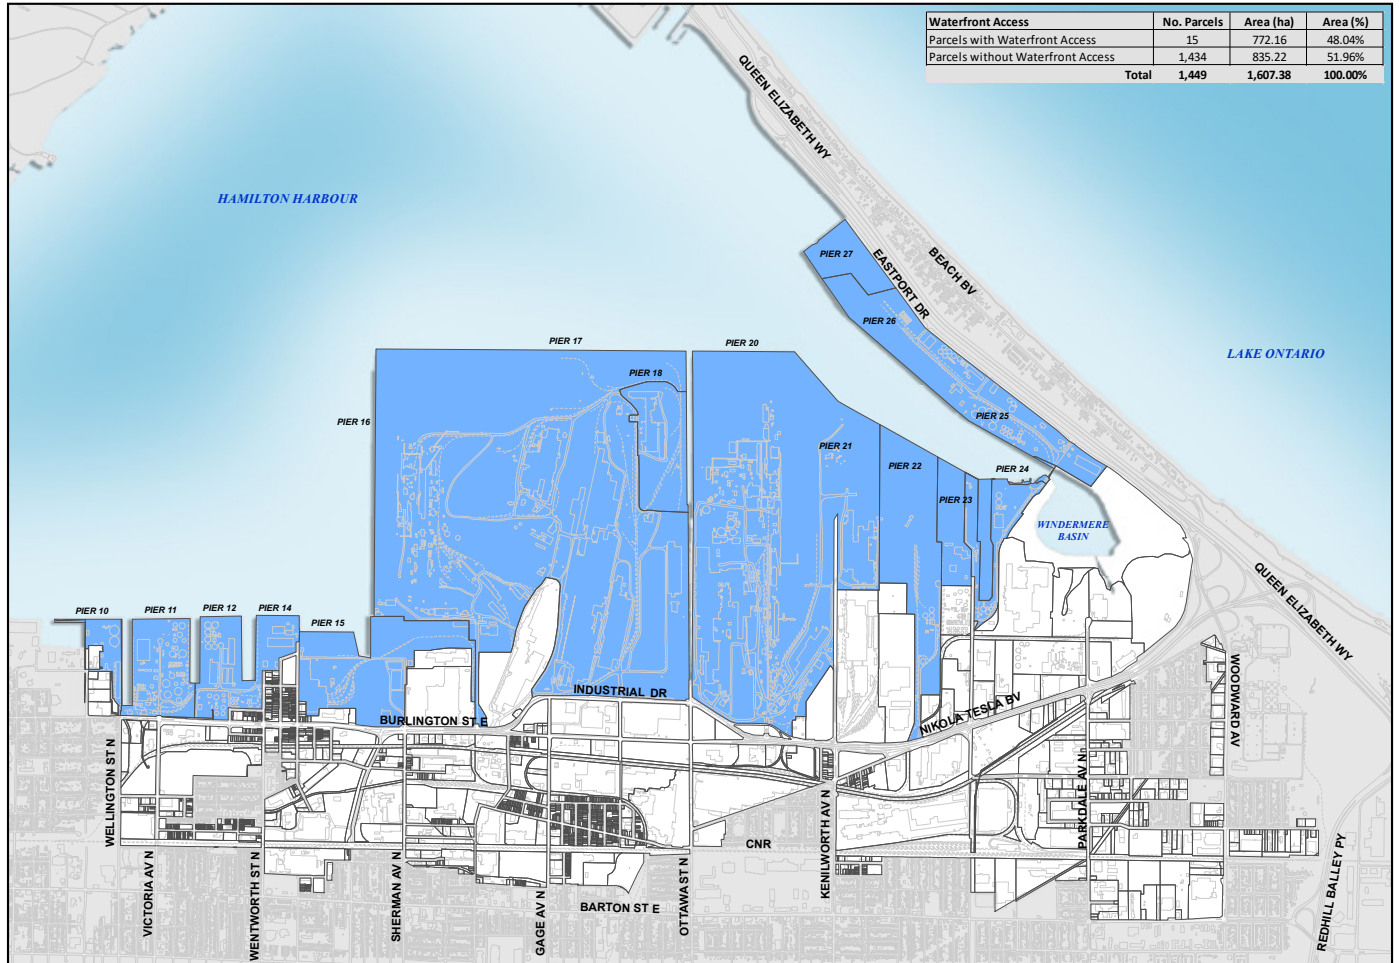 Waterfront Access No. Parcels Area (ha) Area (%)
Parcels with Waterfront Access 15 772.16 48.04%
Parcels without Waterfront Access 1,434 835.22 51.96%
Total 1,449 1,607.38 100.00%
QUEEN ELIZABETH WY
HAMILTON HARBOUR
BEACH BV
PIER 27
EASTPORT DR
PIER 26
LAKE ONTARIO
PIER 17
PIER 20
PIER 18
PIER 16
PIER 25
PIER 21
PIER 22
PIER 24
PIER 23
WINDERMERE
BASIN
QUEEN ELIZABETH WY
PIER 10
PIER 11
PIER 12
PIER 14
PIER 15
INDUSTRIAL DR
BURLINGTON ST E
NIKOLA TESLA BV
WOODWARD AV
WELLINGTON ST N
PARKDALE AV N
CNR
KENILWORTH AV N
VICTORIA AV N
WENTWORTH ST N
SHERMAN AV N
GAGE AV N
BARTON ST E
OTTAWA ST N
REDHILL BALLEY PY